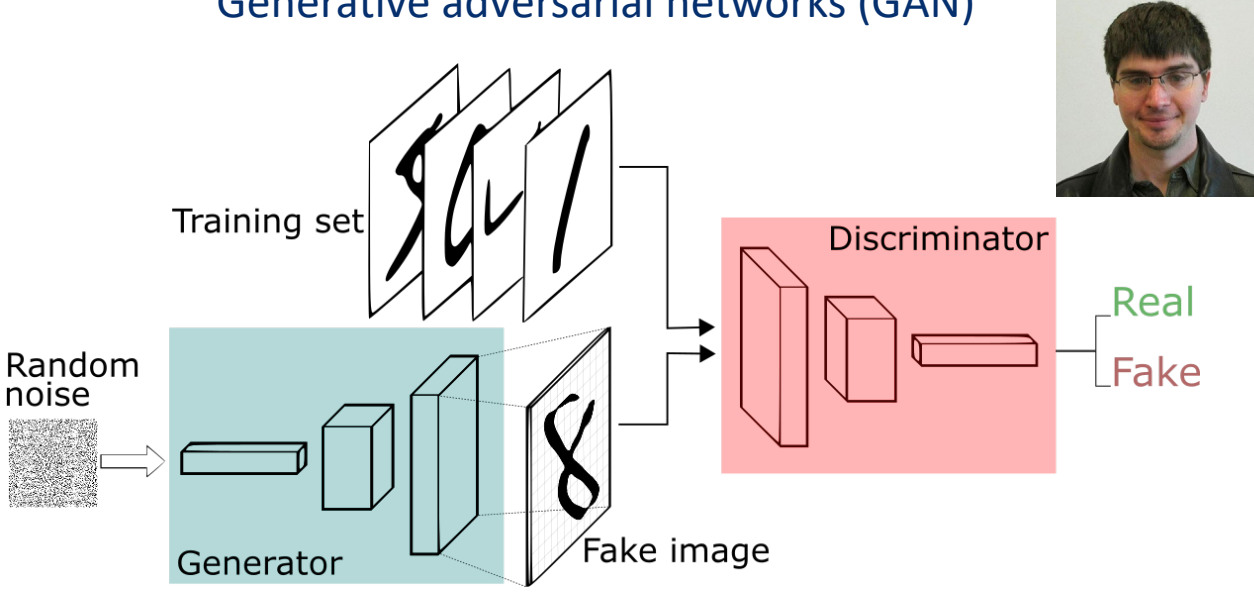 Generative adversarial networks (GAN)
Training set
Discriminator
Real
Fake
Random
noise
Generator
Fake image